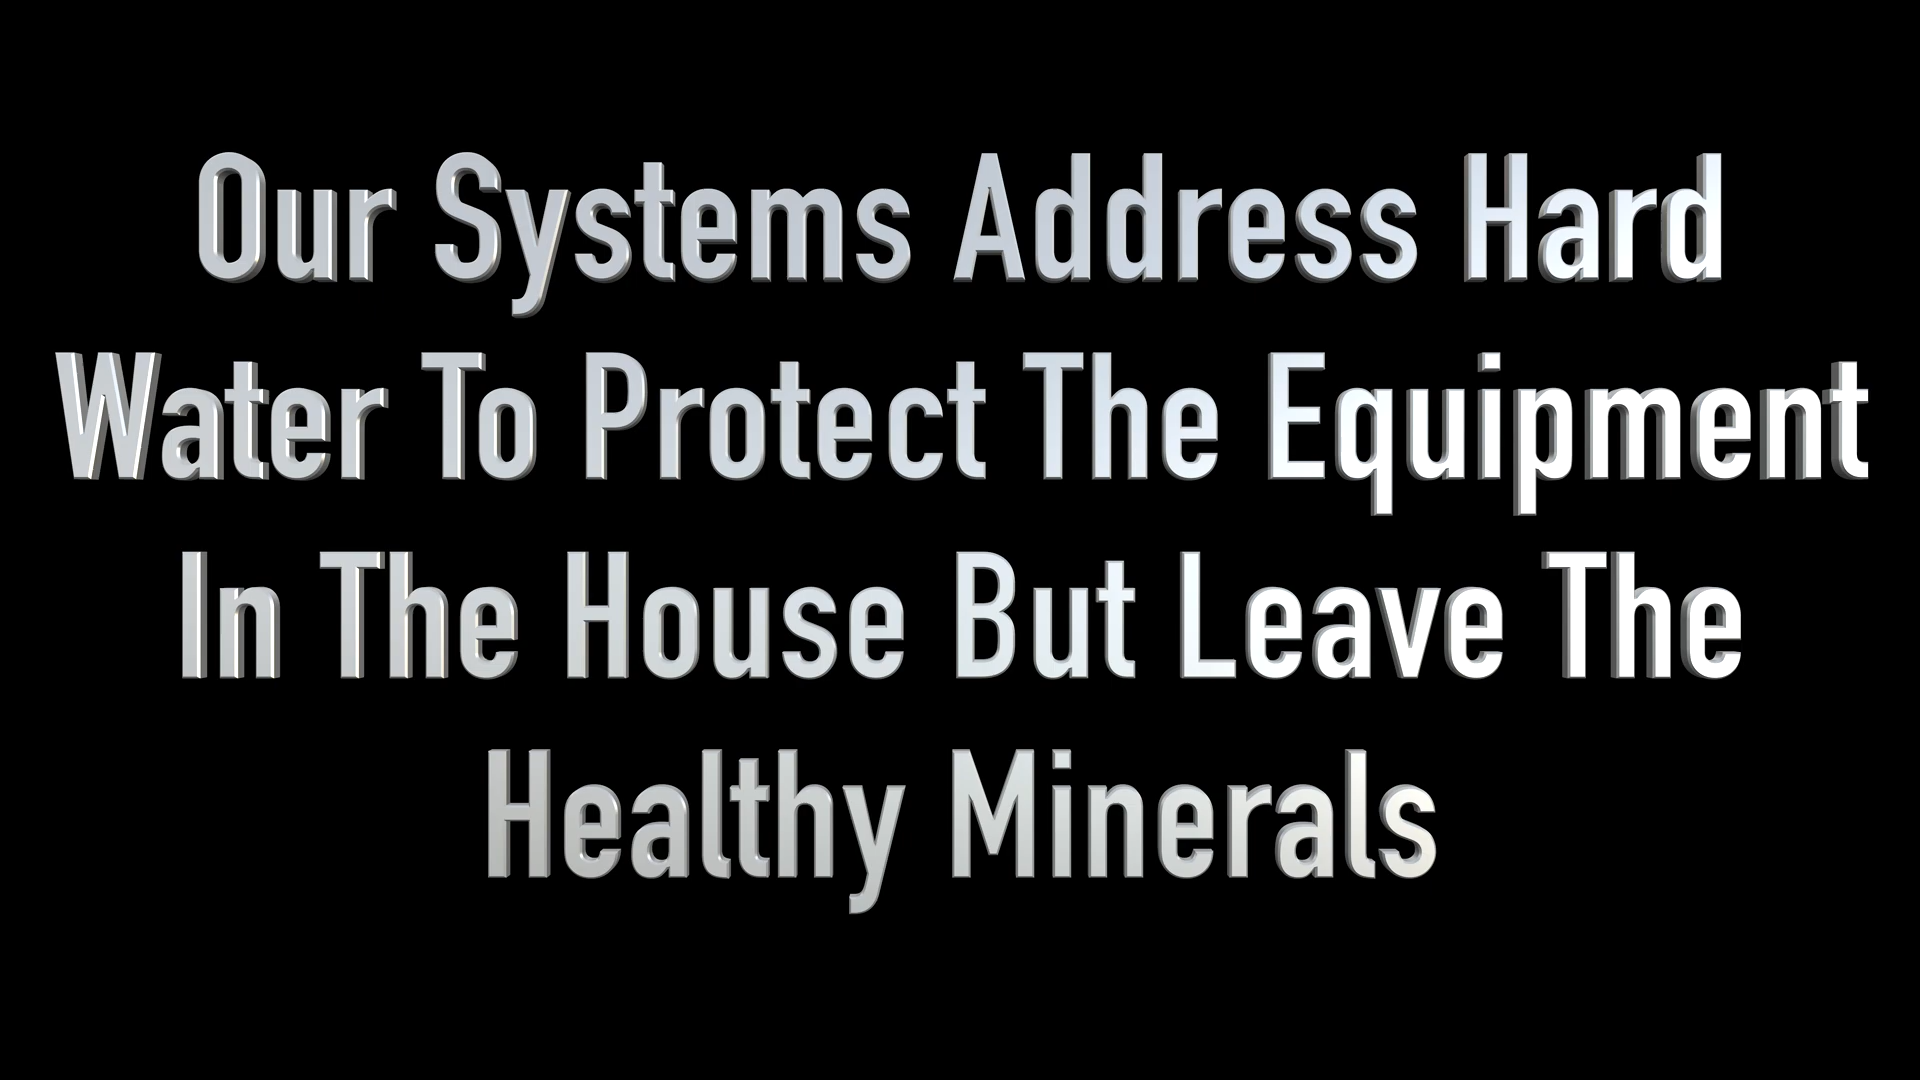 Our Systems Address Hard
Water To Protect The Equipment
In The House But Leave The
Healthy Minerals